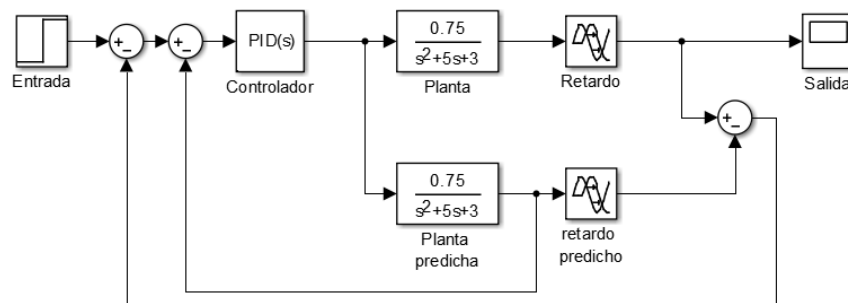 Entrada
PID(s)
Controlador
0.75
s²+5s+3
Planta
Retardo
Salida
0.75
s²+5s+3
Planta
predicha
retardo
predicho